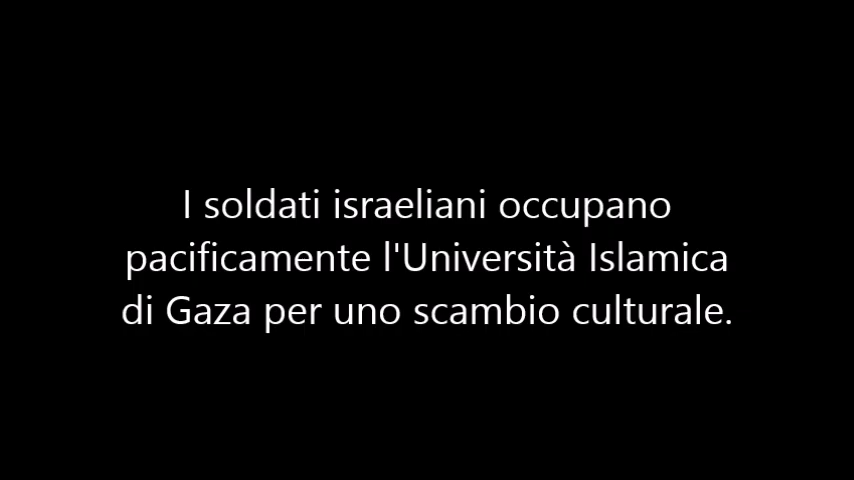 I soldati israeliani occupano
pacificamente l'Università Islamica
di Gaza per uno scambio culturale.